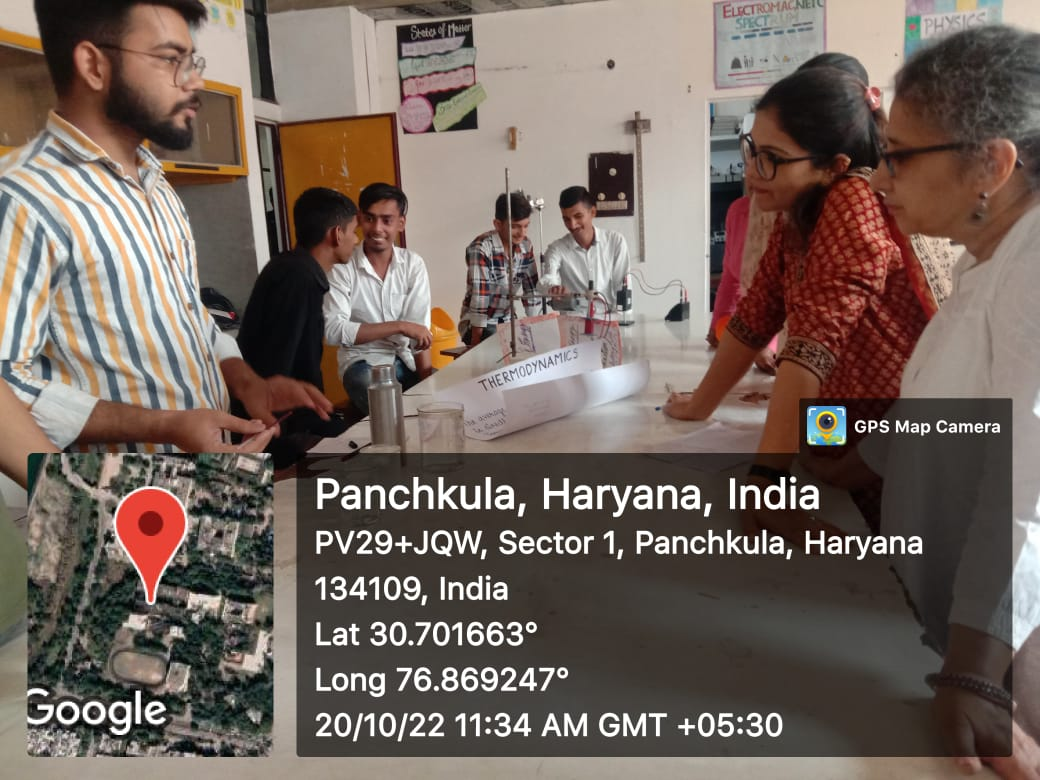 States of Matter
ELECTROMAGNETIC
SPECTRUM
PHYSICS
THERMODYNAMICS
GPS Map Camera
Panchkula, Haryana, India
PV29+JQW, Sector 1, Panchkula, Haryana
134109, India
Lat 30.701663°
Long 76.869247°
20/10/22 11:34 AM GMT +05:30
Google